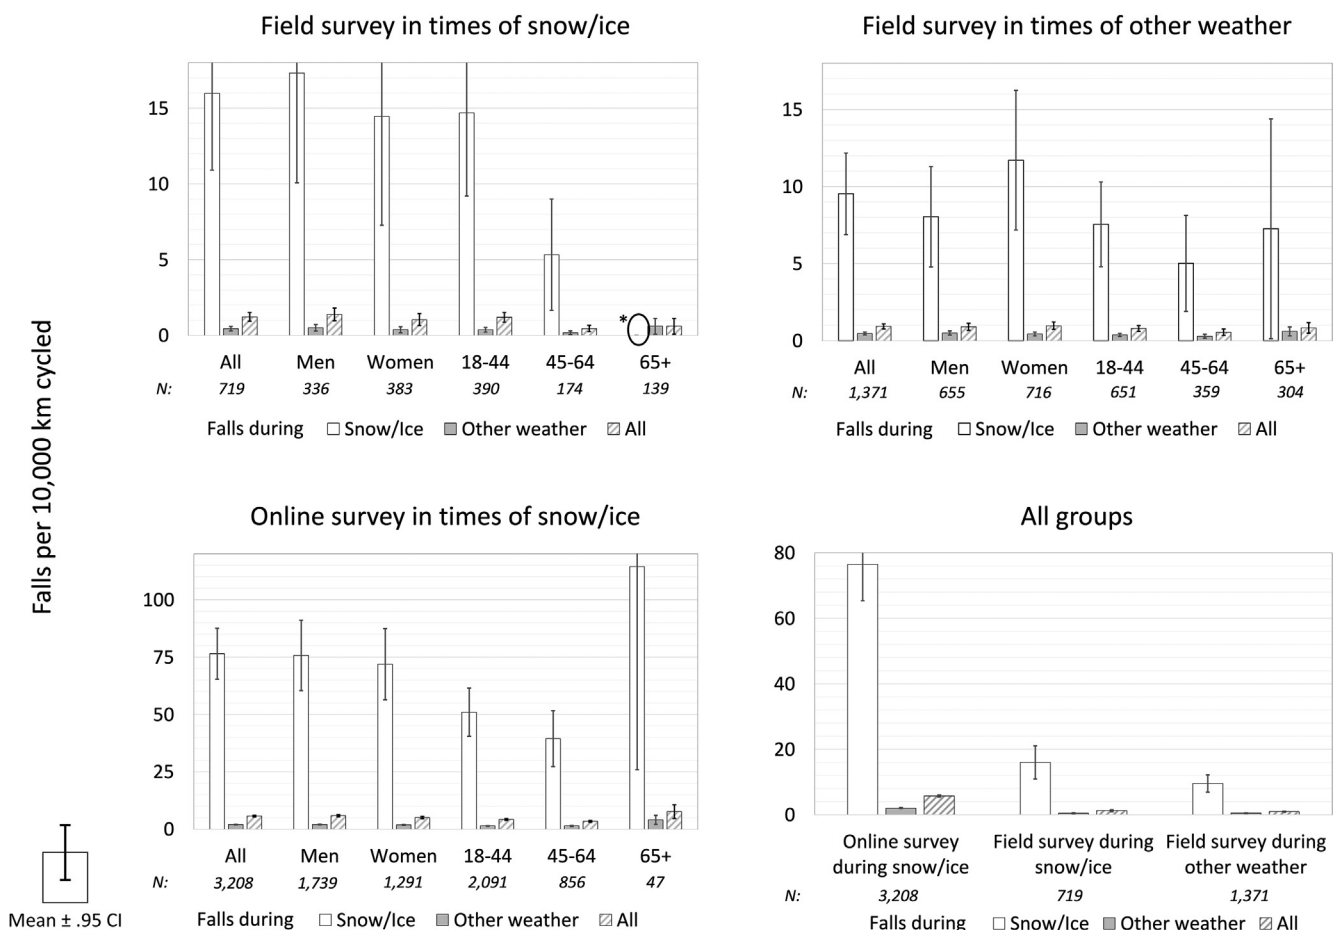 Field survey in times of snow/ice
15
10
5
0
*
All Men Women 18-44 45-64 65+
N: 719 336 383 390 174 139
Falls during Snow/Ice Other weather All
Field survey in times of other weather
15
10
5
0
All Men Women 18-44 45-64 65+
N: 1,371 655 716 651 359 304
Falls during Snow/Ice Other weather All
Falls per 10,000 km cycled
Online survey in times of snow/ice
100
75
50
25
0
All Men Women 18-44 45-64 65+
N: 3,208 1,739 1,291 2,091 856 47
Falls during Snow/Ice Other weather All
Mean ± .95 CI
All groups
80
60
40
20
0
Online survey Field survey during Field survey during
during snow/ice snow/ice other weather
N: 3,208 719 1,371
Falls during Snow/Ice Other weather All